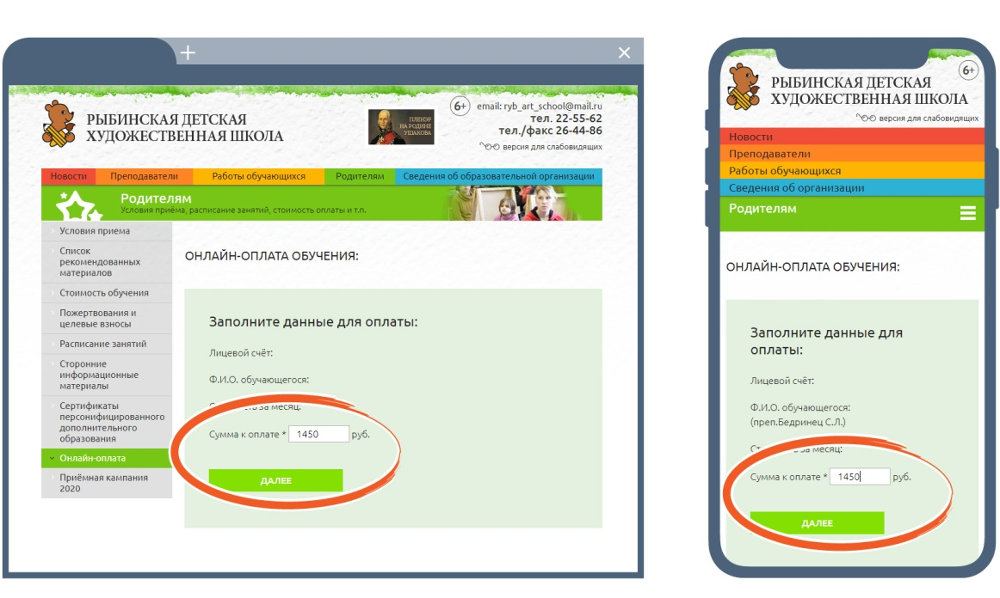 РЫБИНСКАЯ ДЕТСКАЯ
ХУДОЖЕСТВЕННАЯ ШКОЛА
ПЛЕНЭР
НА РОДИНЕ
УШАКОВА
6+
email: ryb_art_school@mail.ru
тел. 22-55-62
тел./факс 26-44-86
версия для слабовидящих
Новости Преподаватели Работы обучающихся Родителям Сведения об образовательной организации
Родителям
Условия приёма, расписание занятий, стоимость оплаты и т.п.
Условия приема
Список
рекомендованных
материалов
Стоимость обучения
Пожертвования и
целевые взносы
Расписание занятий
Сторонние
информационные
материалы
Сертификаты
персонифицированного
дополнительного
образования
Онлайн-оплата
Приёмная кампания
2020
ОНЛАЙН-ОПЛАТА ОБУЧЕНИЯ:
Заполните данные для оплаты:
Лицевой счёт:
Ф.И.О. обучающегося:
за месяц:
Сумма к оплате * 1450 руб.
ДАЛЕЕ
6+
РЫБИНСКАЯ ДЕТСКАЯ
ХУДОЖЕСТВЕННАЯ ШКОЛА
версия для слабовидящих
Новости
Преподаватели
Работы обучающихся
Сведения об организации
Родителям
ОНЛАЙН-ОПЛАТА ОБУЧЕНИЯ:
Заполните данные для
оплаты:
Лицевой счёт:
Ф.И.О. обучающегося:
(преп.Бедринец С.Л.)
за месяц:
Сумма к оплате * 1450 руб.
ДАЛЕЕ